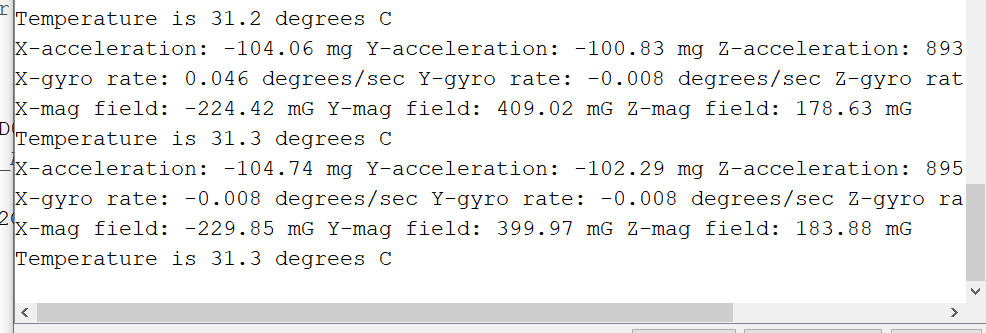 Temperature is 31.2 degrees C
X-acceleration: -104.06 mg Y-acceleration: -100.83 mg Z-acceleration: 893
X-gyro rate: 0.046 degrees/sec Y-gyro rate: -0.008 degrees/sec Z-gyro rat
X-mag field: -224.42 mG Y-mag field: 409.02 mG Z-mag field: 178.63 mG
Temperature is 31.3 degrees C
X-acceleration: -104.74 mg Y-acceleration: -102.29 mg Z-acceleration: 895
X-gyro rate: -0.008 degrees/sec Y-gyro rate: -0.008 degrees/sec Z-gyro ra
X-mag field: -229.85 mG Y-mag field: 399.97 mG Z-mag field: 183.88 mG
Temperature is 31.3 degrees C